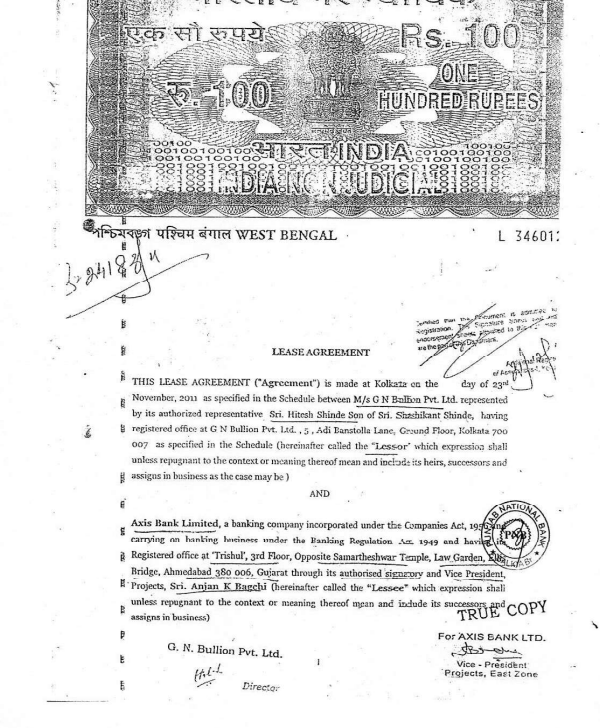 एक सौ रुपये
Rs. 100
रु. 100
ONE
HUNDRED RUPEES
भारत INDIA
INDIA NON JUDICIAL
পশ্চিমবঙ্গ पश्चिम बंगाल WEST BENGAL
L 34601
LEASE AGREEMENT
THIS LEASE AGREEMENT ("Agreement") is made at Kolkata on the day of 23rd
November, 2011 as specified in the Schedule between M/s G N Bullion Pvt. Ltd. represented
by its authorized representative Sri. Hitesh Shinde Son of Sri. Shashikant Shinde, having
registered office at G N Bullion Pvt. Ltd. , 5 , Adi Banstolla Lane, Ground Floor, Kolkata 700
007 as specified in the Schedule (hereinafter called the "Lessor" which expression shall
unless repugnant to the context or meaning thereof mean and include its heirs, successors and
assigns in business as the case may be )
AND
Axis Bank Limited, a banking company incorporated under the Companies Act, and
carrying on banking business under the Banking Regulation Act 1949 and having its
Registered office at 'Trishul', 3rd Floor, Opposite Samartheshwar Temple, Law Garden,
Bridge, Ahmedabad 380 006, Gujarat through its authorised signatory and Vice President,
Projects, Sri. Anjan K Bagchi (hereinafter called the "Lessee" which expression shall
unless repugnant to the context or meaning thereof mean and include its successors and
assigns in business)
PUNJAB NATIONAL BANK
PNB
TRUE COPY
G. N. Bullion Pvt. Ltd.
Director
For AXIS BANK LTD.
Vice - President
Projects, East Zone